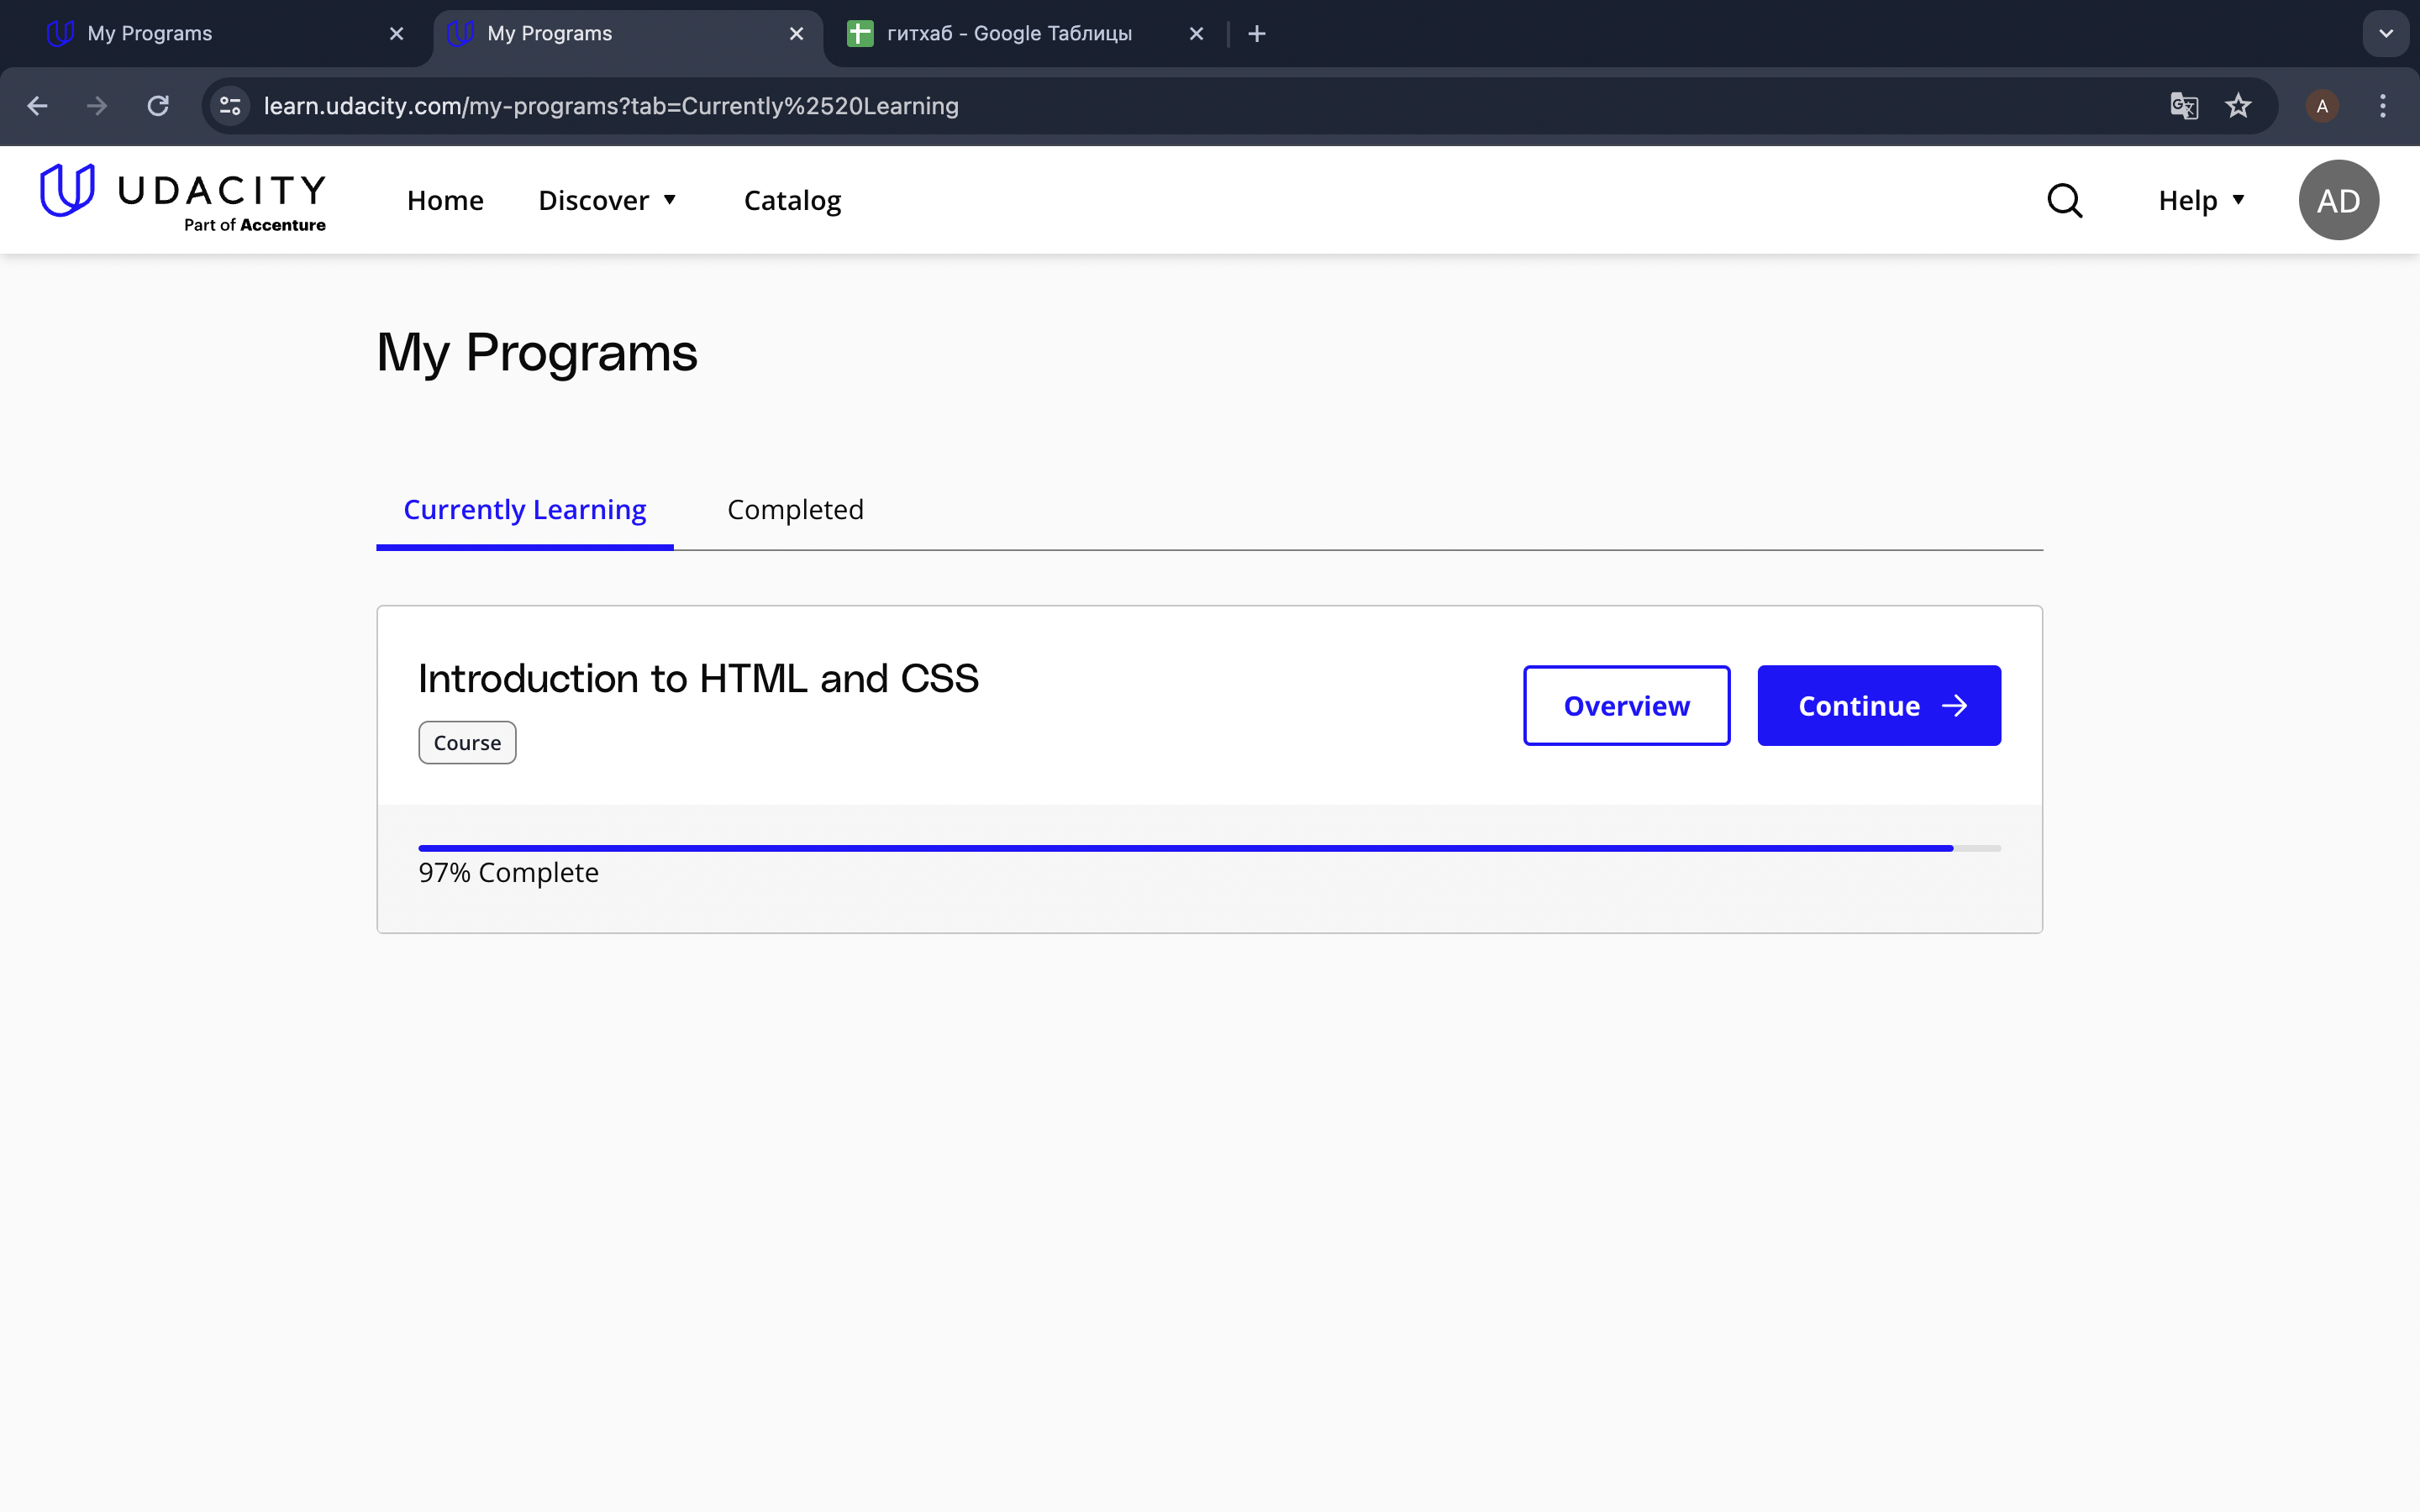 My Programs
My Programs
гитхаб - Google Таблицы
learn.udacity.com/my-programs?tab=Currently%2520Learning
A
UDACITY
Part of Accenture
Home
Discover
Catalog
Help
AD
My Programs
Currently Learning
Completed
Introduction to HTML and CSS
Course
Overview
Continue
97% Complete